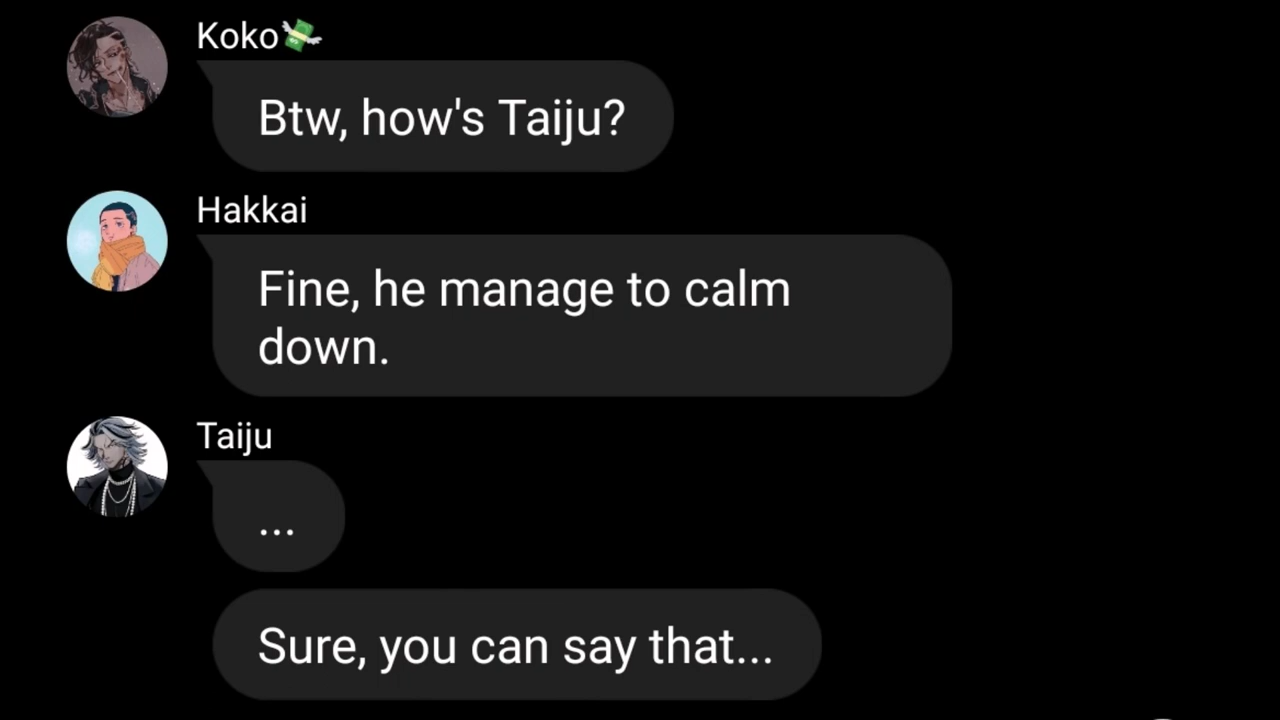 Koko💸
Btw, how's Taiju?
Hakkai
Fine, he manage to calm
down.
Taiju
...
Sure, you can say that...